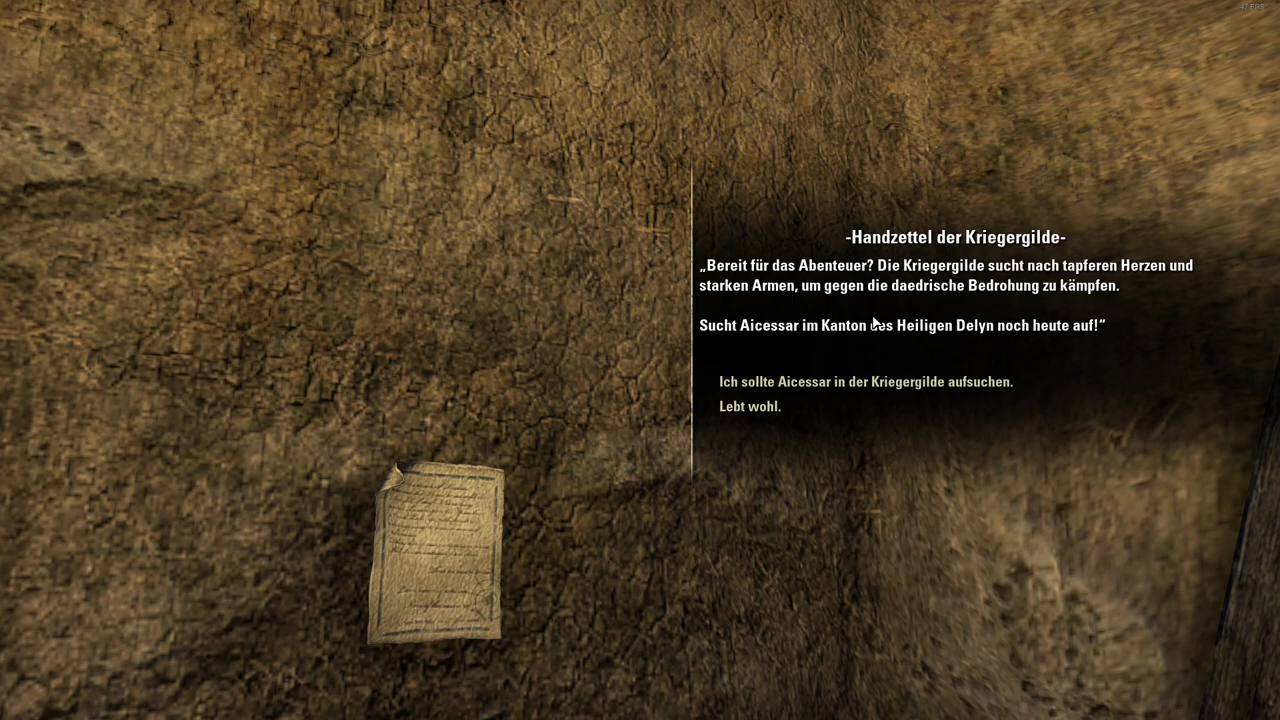 47 FPS
-Handzettel der Kriegergilde-
„Bereit für das Abenteuer? Die Kriegergilde sucht nach tapferen Herzen und
starken Armen, um gegen die daedrische Bedrohung zu kämpfen.
Sucht Aicessar im Kanton des Heiligen Delyn noch heute auf!“
Ich sollte Aicessar in der Kriegergilde aufsuchen.
Lebt wohl.